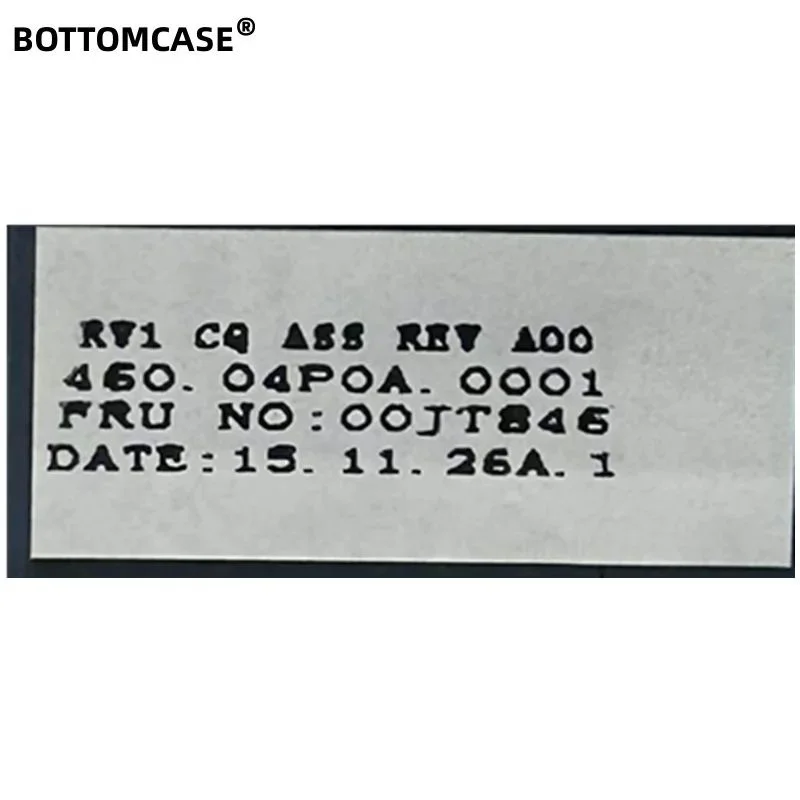 BOTTOMCASE®
RV1 CQ ASS REV A00
460.04P0A.0001
FRU NO:00JT846
DATE:15.11.26A.1